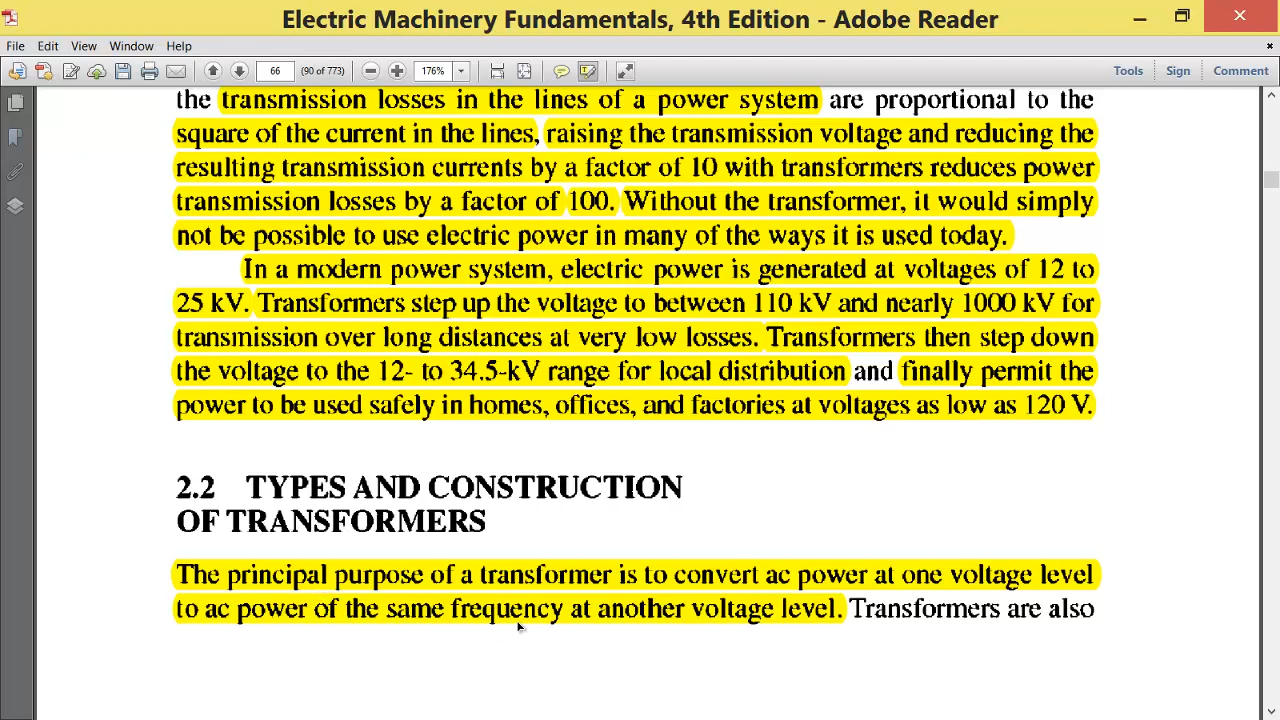 Electric Machinery Fundamentals, 4th Edition - Adobe Reader
File Edit View Window Help
66 (90 of 773) 176% Tools Sign Comment
the transmission losses in the lines of a power system are proportional to the
square of the current in the lines, raising the transmission voltage and reducing the
resulting transmission currents by a factor of 10 with transformers reduces power
transmission losses by a factor of 100. Without the transformer, it would simply
not be possible to use electric power in many of the ways it is used today.
In a modern power system, electric power is generated at voltages of 12 to
25 kV. Transformers step up the voltage to between 110 kV and nearly 1000 kV for
transmission over long distances at very low losses. Transformers then step down
the voltage to the 12- to 34.5-kV range for local distribution and finally permit the
power to be used safely in homes, offices, and factories at voltages as low as 120 V.
2.2 TYPES AND CONSTRUCTION
OF TRANSFORMERS
The principal purpose of a transformer is to convert ac power at one voltage level
to ac power of the same frequency at another voltage level. Transformers are also